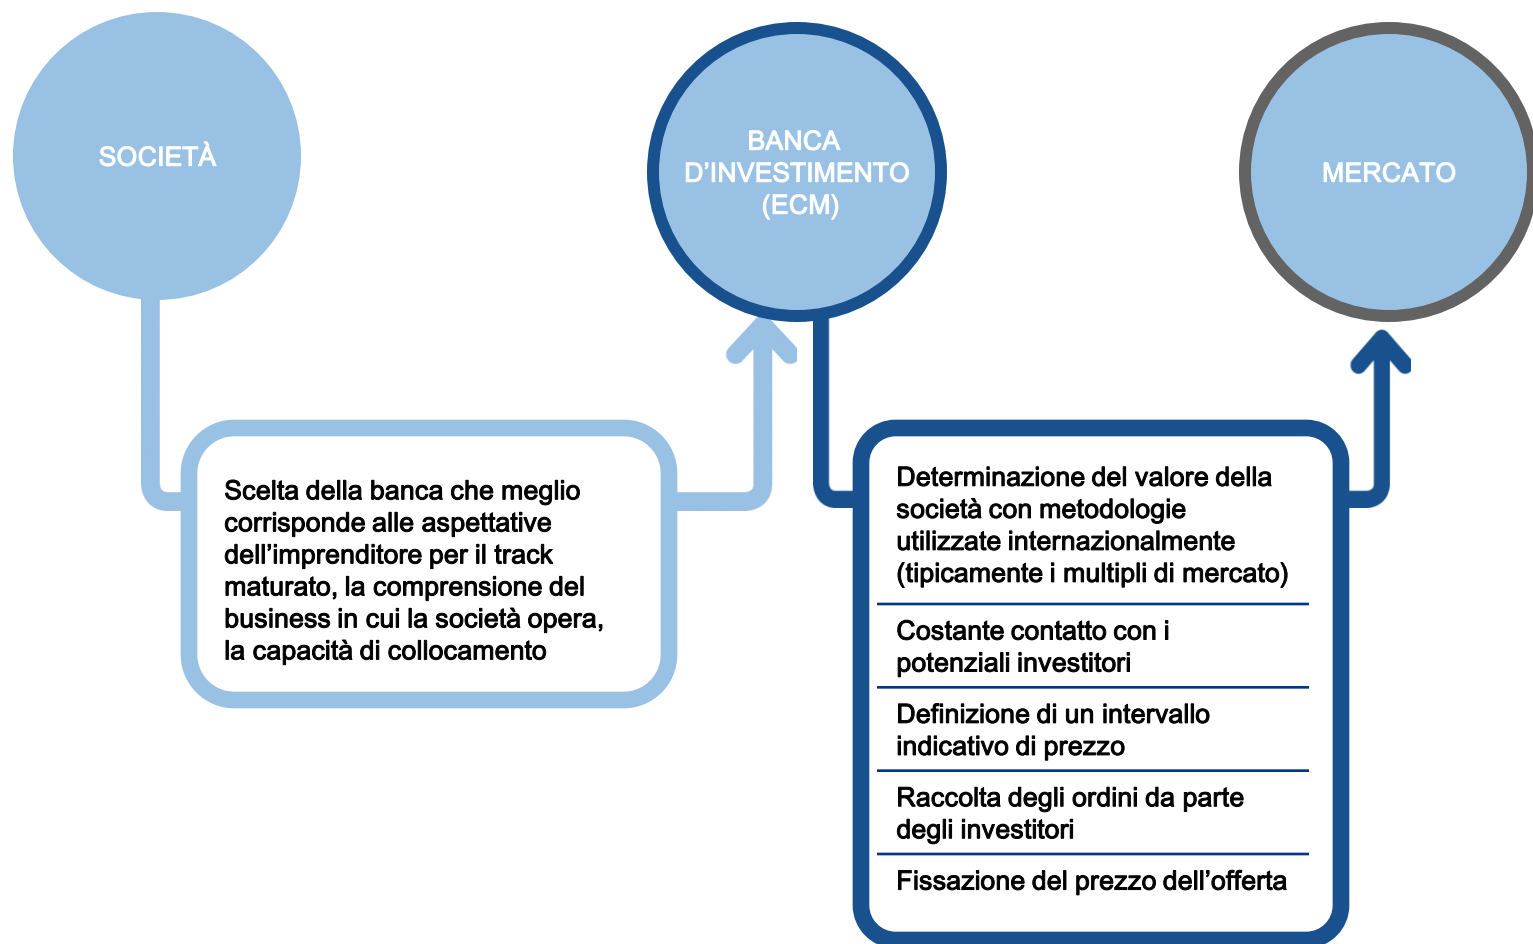 SOCIETÀ
BANCA
D’INVESTIMENTO
(ECM)
MERCATO
Scelta della banca che meglio
corrisponde alle aspettative
dell’imprenditore per il track
maturato, la comprensione del
business in cui la società opera,
la capacità di collocamento
Determinazione del valore della
società con metodologie
utilizzate internazionalmente
(tipicamente i multipli di mercato)
Costante contatto con i
potenziali investitori
Definizione di un intervallo
indicativo di prezzo
Raccolta degli ordini da parte
degli investitori
Fissazione del prezzo dell’offerta